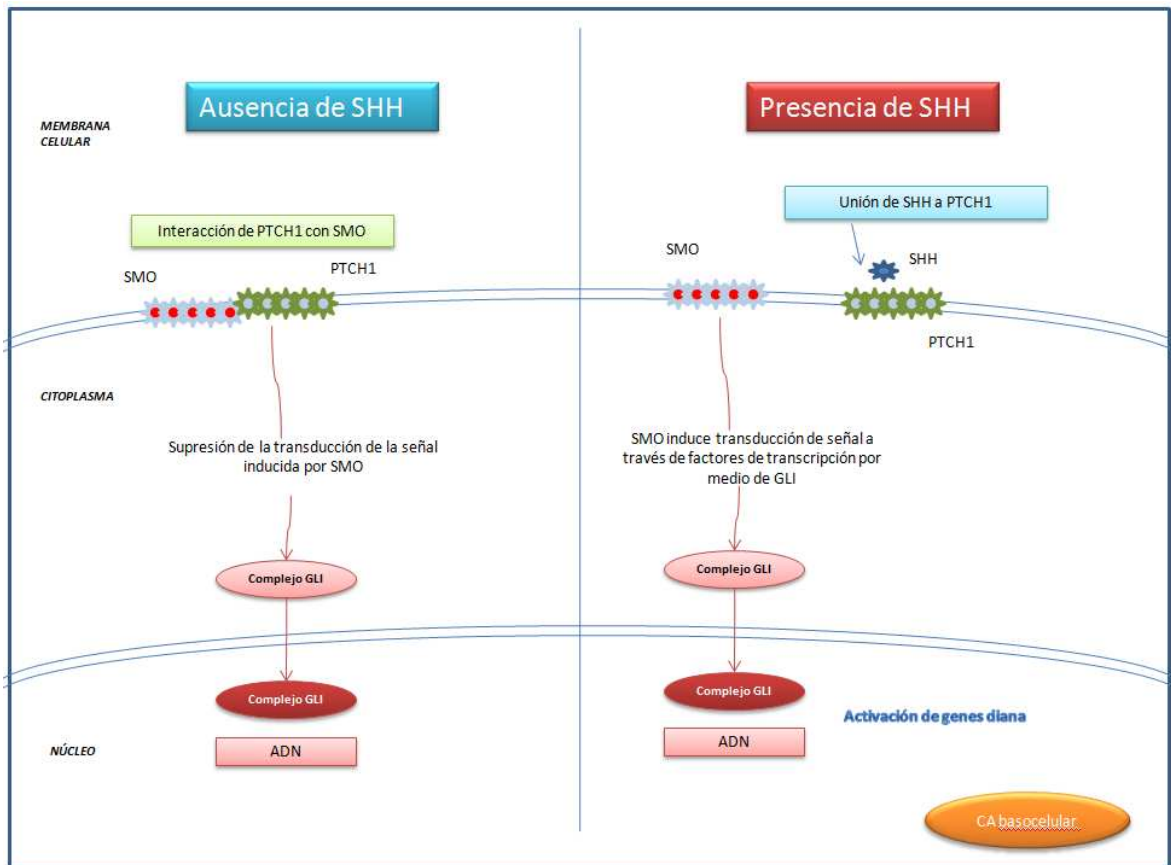 Ausencia de SHH
MEMBRANA
CELULAR
Interacción de PTCH1 con SMO
SMO
PTCH1
CITOPLASMA
Supresión de la transducción de la señal
inducida por SMO
Complejo GLI
Complejo GLI
NÚCLEO
ADN
Presencia de SHH
Unión de SHH a PTCH1
SMO
SHH
PTCH1
SMO induce transducción de señal a
través de factores de transcripción por
medio de GLI
Complejo GLI
Complejo GLI
Activación de genes diana
ADN
CA basocelular